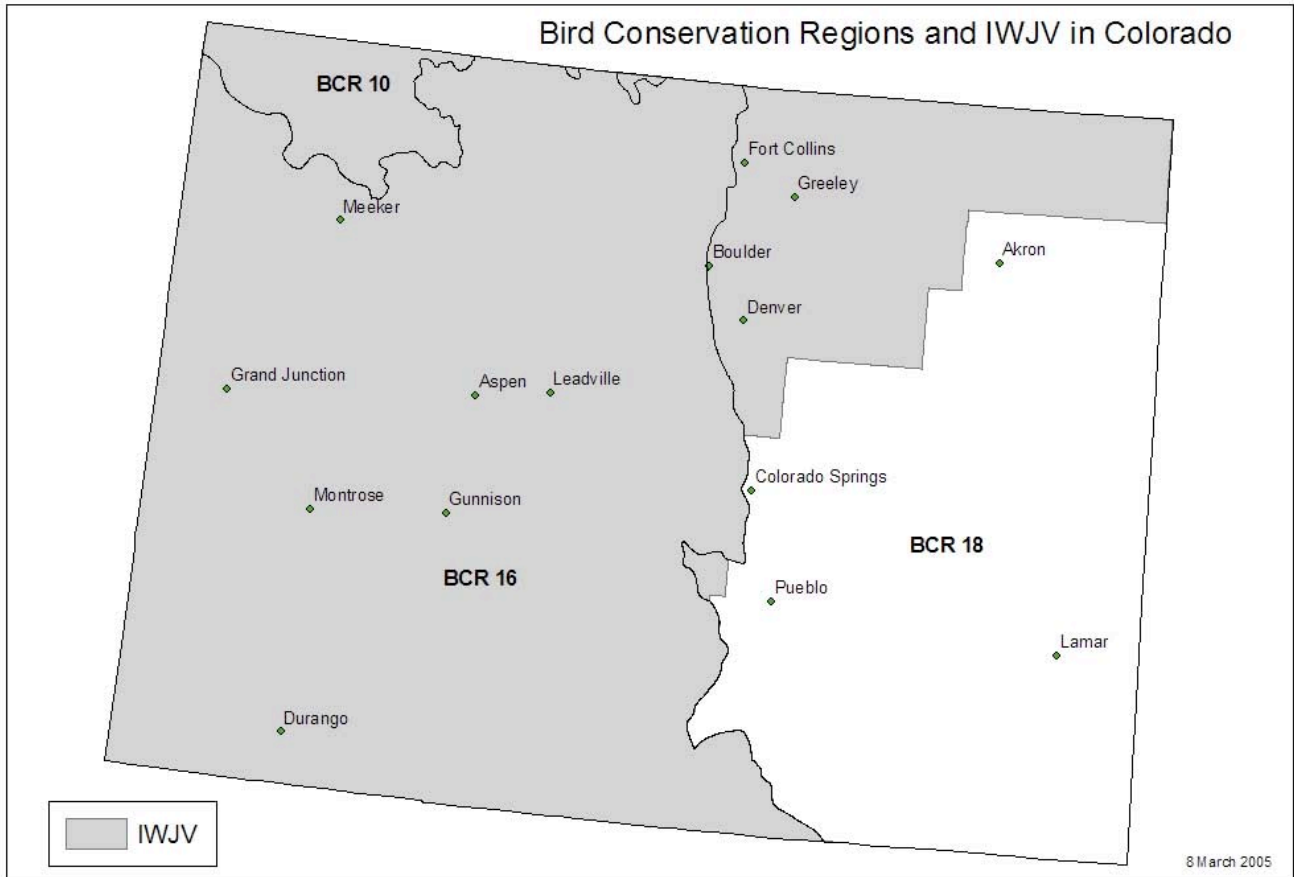 Bird Conservation Regions and IWJV in Colorado
BCR 10
Fort Collins
Greeley
Meeker
Boulder
Akron
Denver
Grand Junction
Aspen
Leadville
Colorado Springs
Montrose
Gunnison
BCR 18
BCR 16
Pueblo
Lamar
Durango
IWJV
8 March 2005